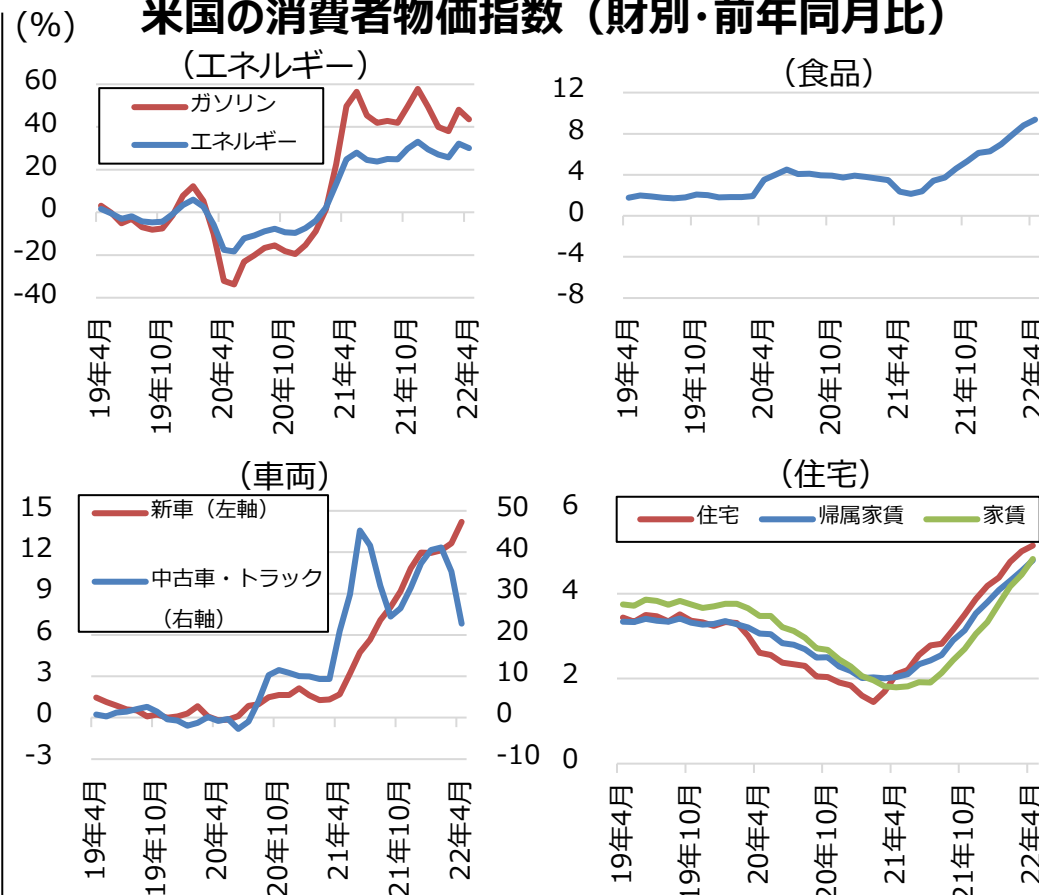 米国の消費者物価指数（財別･前年同月比）
(%)
（エネルギー）
60
40
20
0
-20
-40
ガソリン
エネルギー
19年4月
19年10月
20年4月
20年10月
21年4月
21年10月
22年4月
（食品）
12
8
4
0
-4
-8
19年4月
19年10月
20年4月
20年10月
21年4月
21年10月
22年4月
（車両）
15
12
9
6
3
0
-3
新車（左軸）
中古車・トラック
（右軸）
50
40
30
20
10
0
-10
19年4月
19年10月
20年4月
20年10月
21年4月
21年10月
22年4月
（住宅）
6
4
2
0
住宅
帰属家賃
家賃
19年4月
19年10月
20年4月
20年10月
21年4月
21年10月
22年4月